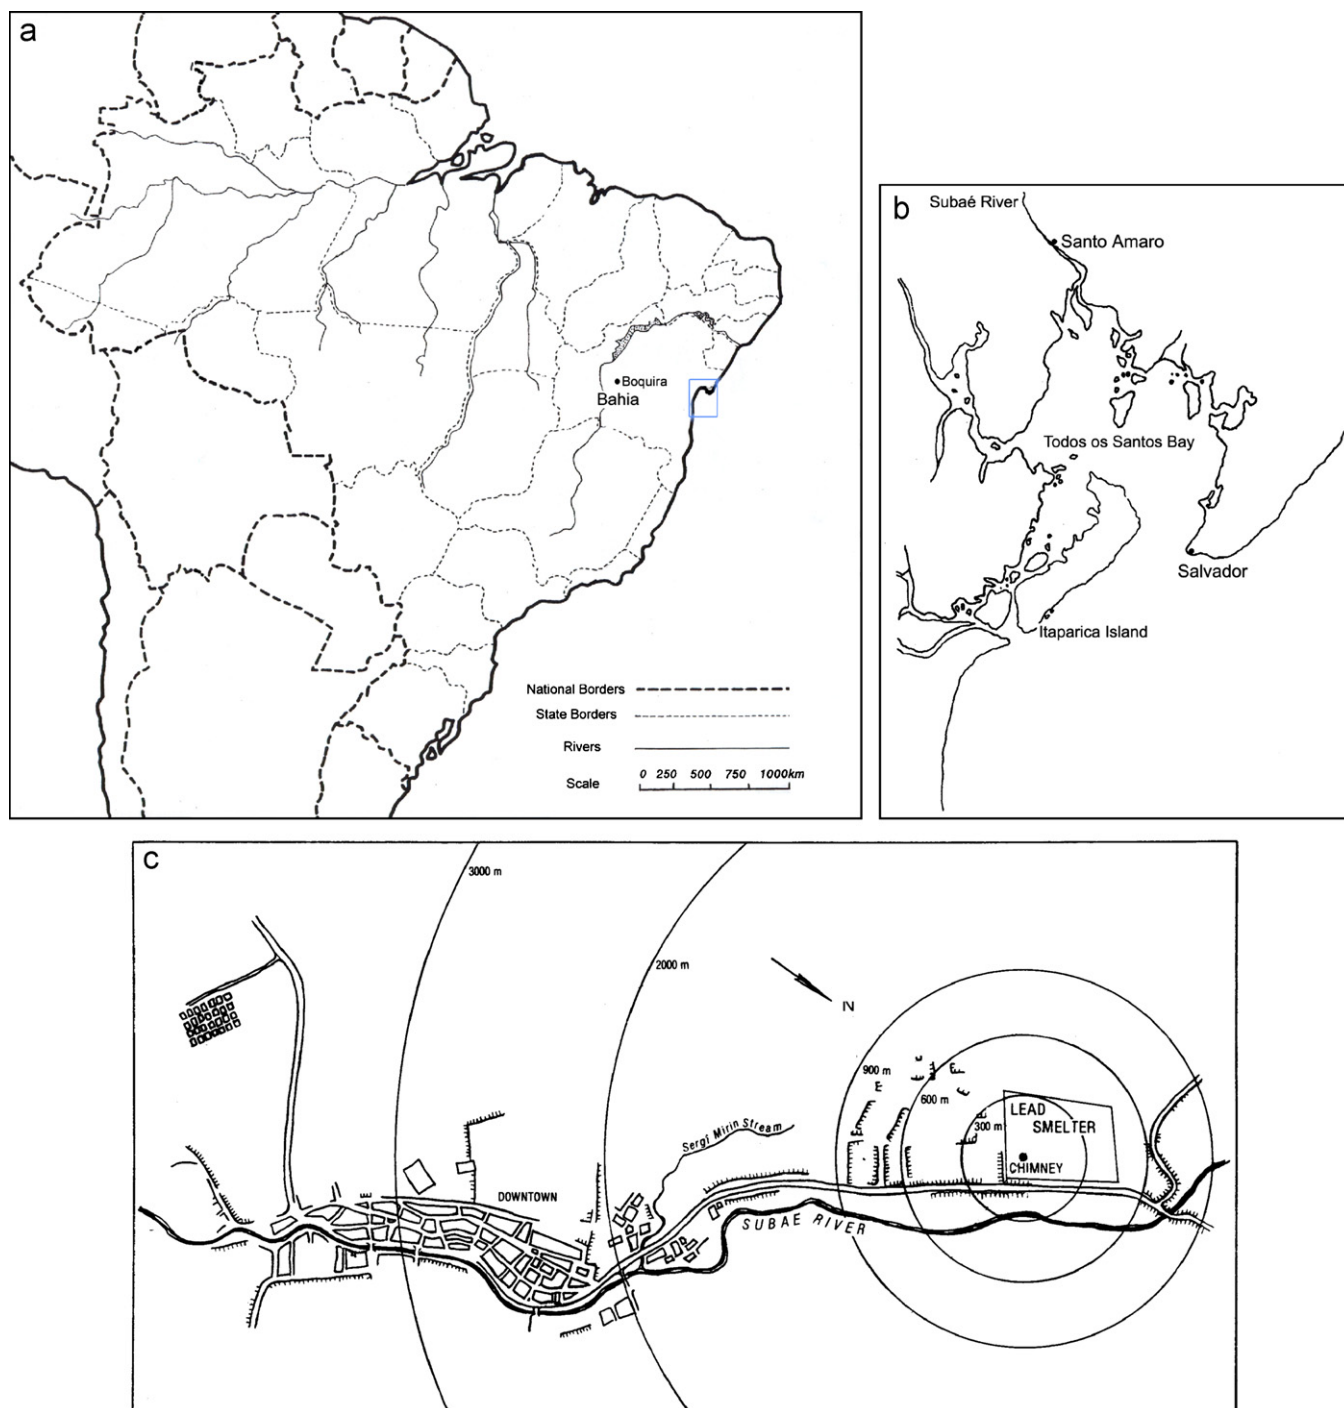 a
Boquira
Bahia
National Borders
State Borders
Rivers
Scale
0 250 500 750 1000km
b
Subaé River
Santo Amaro
Todos os Santos Bay
Salvador
Itaparica Island
c
3000 m
2000 m
N
900 m
600 m
300 m
LEAD
SMELTER
CHIMNEY
Sergi Mirin Stream
DOWNTOWN
SUBAE RIVER